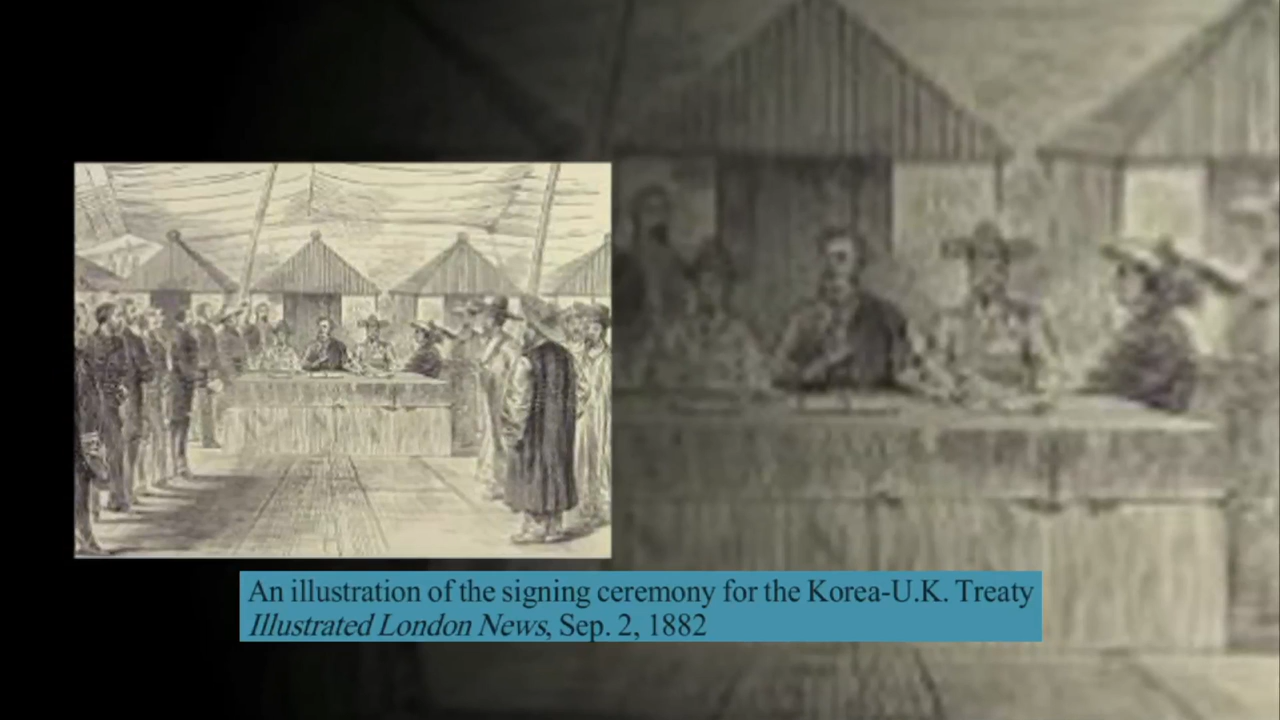 An illustration of the signing ceremony for the Korea-U.K. Treaty
Illustrated London News, Sep. 2, 1882